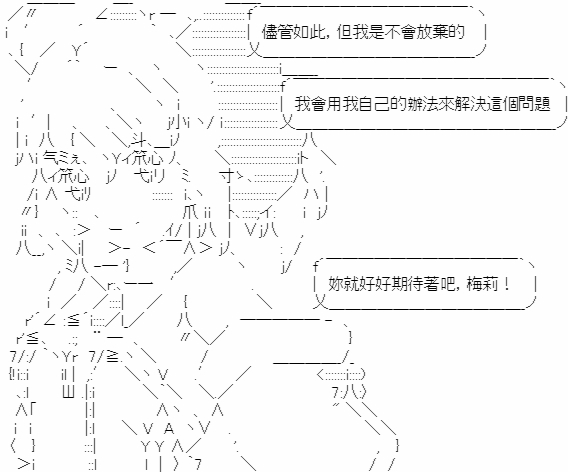 儘管如此，但我是不會放棄的
我會用我自己的辦法來解決這個問題
妳就好好期待著吧，梅莉！